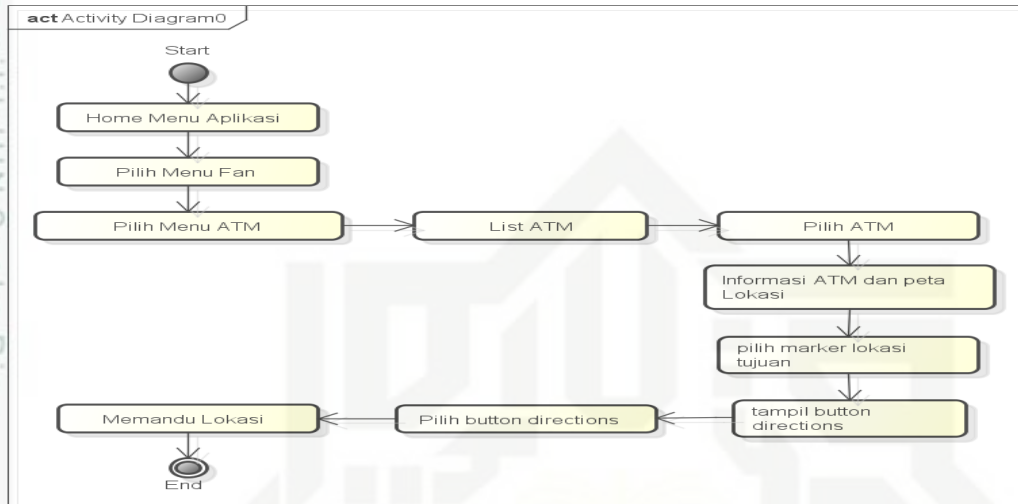 act Activity Diagram0
Start
Home Menu Aplikasi
Pilih Menu Fan
Pilih Menu ATM
List ATM
Pilih ATM
Informasi ATM dan peta
Lokasi
pilih marker lokasi
tujuan
tampil button
directions
Pilih button directions
Memandu Lokasi
End